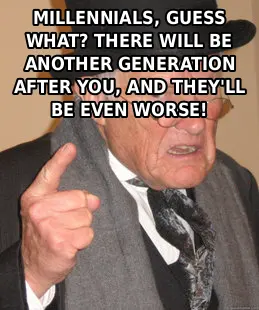 MILLENNIALS, GUESS
WHAT? THERE WILL BE
ANOTHER GENERATION
AFTER YOU, AND THEY'LL
BE EVEN WORSE!